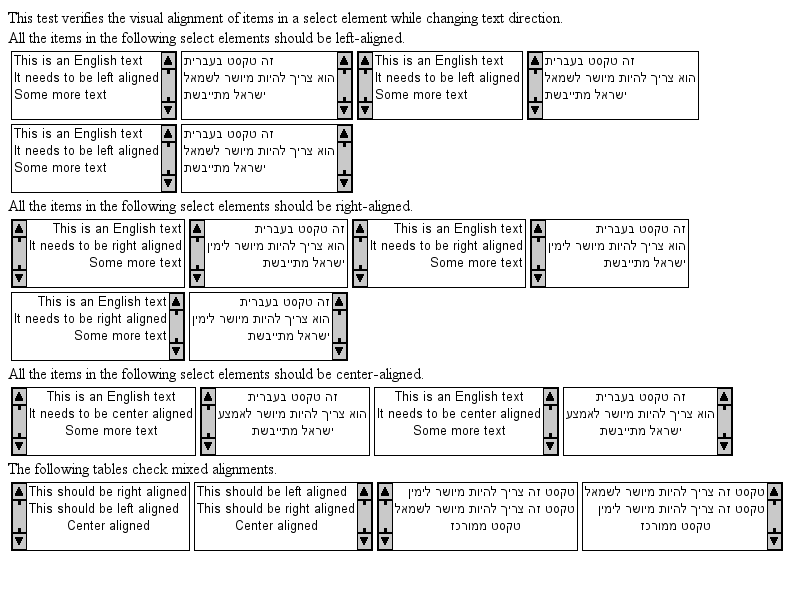 This test verifies the visual alignment of items in a select element while changing text direction.
All the items in the following select elements should be left-aligned.
This is an English text
It needs to be left aligned
Some more text
זה טקסט בעברית
הוא צריך להיות מיושר לשמאל
ישראל מתייבשת
This is an English text
It needs to be left aligned
Some more text
זה טקסט בעברית
הוא צריך להיות מיושר לשמאל
ישראל מתייבשת
This is an English text
It needs to be left aligned
Some more text
זה טקסט בעברית
הוא צריך להיות מיושר לשמאל
ישראל מתייבשת
All the items in the following select elements should be right-aligned.
This is an English text
It needs to be right aligned
Some more text
זה טקסט בעברית
הוא צריך להיות מיושר לימין
ישראל מתייבשת
This is an English text
It needs to be right aligned
Some more text
זה טקסט בעברית
הוא צריך להיות מיושר לימין
ישראל מתייבשת
This is an English text
It needs to be right aligned
Some more text
זה טקסט בעברית
הוא צריך להיות מיושר לימין
ישראל מתייבשת
All the items in the following select elements should be center-aligned.
This is an English text
It needs to be center aligned
Some more text
זה טקסט בעברית
הוא צריך להיות מיושר לאמצע
ישראל מתייבשת
This is an English text
It needs to be center aligned
Some more text
זה טקסט בעברית
הוא צריך להיות מיושר לאמצע
ישראל מתייבשת
The following tables check mixed alignments.
This should be right aligned
This should be left aligned
Center aligned
This should be left aligned
This should be right aligned
Center aligned
טקסט זה צריך להיות מיושר לימין
טקסט זה צריך להיות מיושר לשמאל
טקסט ממורכז
טקסט זה צריך להיות מיושר לשמאל
טקסט זה צריך להיות מיושר לימין
טקסט ממורכז